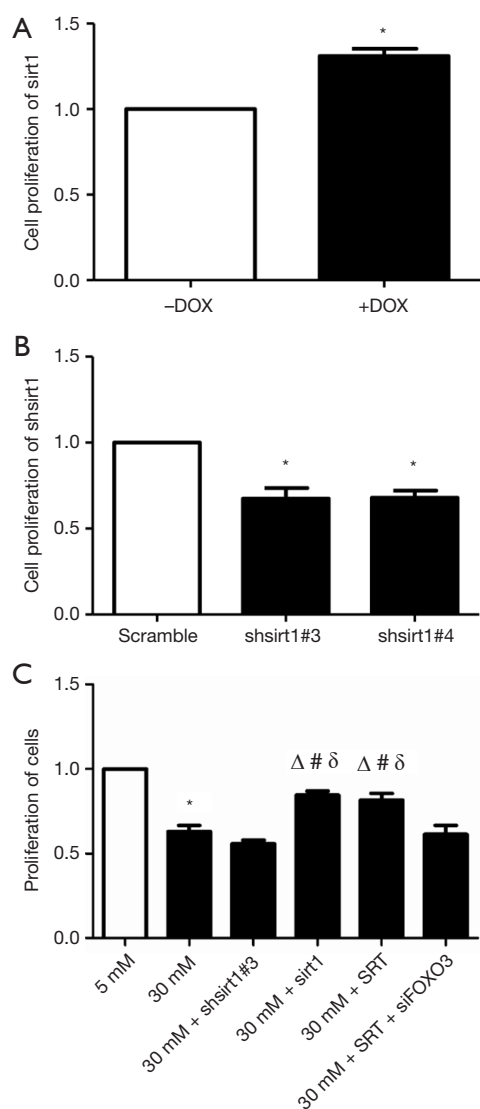 A
Cell proliferation of sirt1
1.5
1.0
0.5
0.0
*
–DOX
+DOX
B
Cell proliferation of shsirt1
1.5
1.0
0.5
0.0
*
*
Scramble
shsirt1#3
shsirt1#4
C
Proliferation of cells
1.5
1.0
0.5
0.0
*
Δ # δ
Δ # δ
5 mM
30 mM
30 mM + shsirt1#3
30 mM + sirt1
30 mM + SRT
30 mM + SRT + siFOXO3